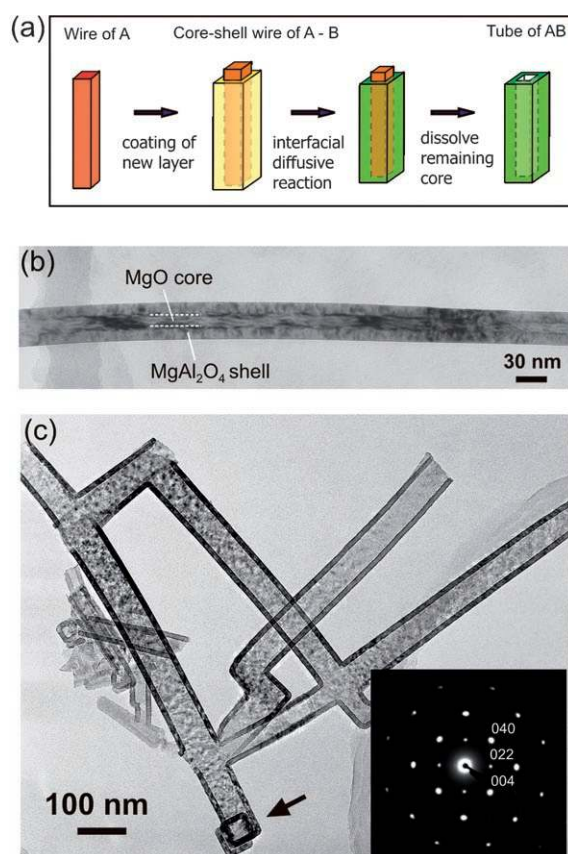 (a)
Wire of A
Core-shell wire of A - B
Tube of AB
coating of
new layer
interfacial
diffusive
reaction
dissolve
remaining
core
(b)
MgO core
MgAl₂O₄ shell
30 nm
(c)
040
022
004
100 nm